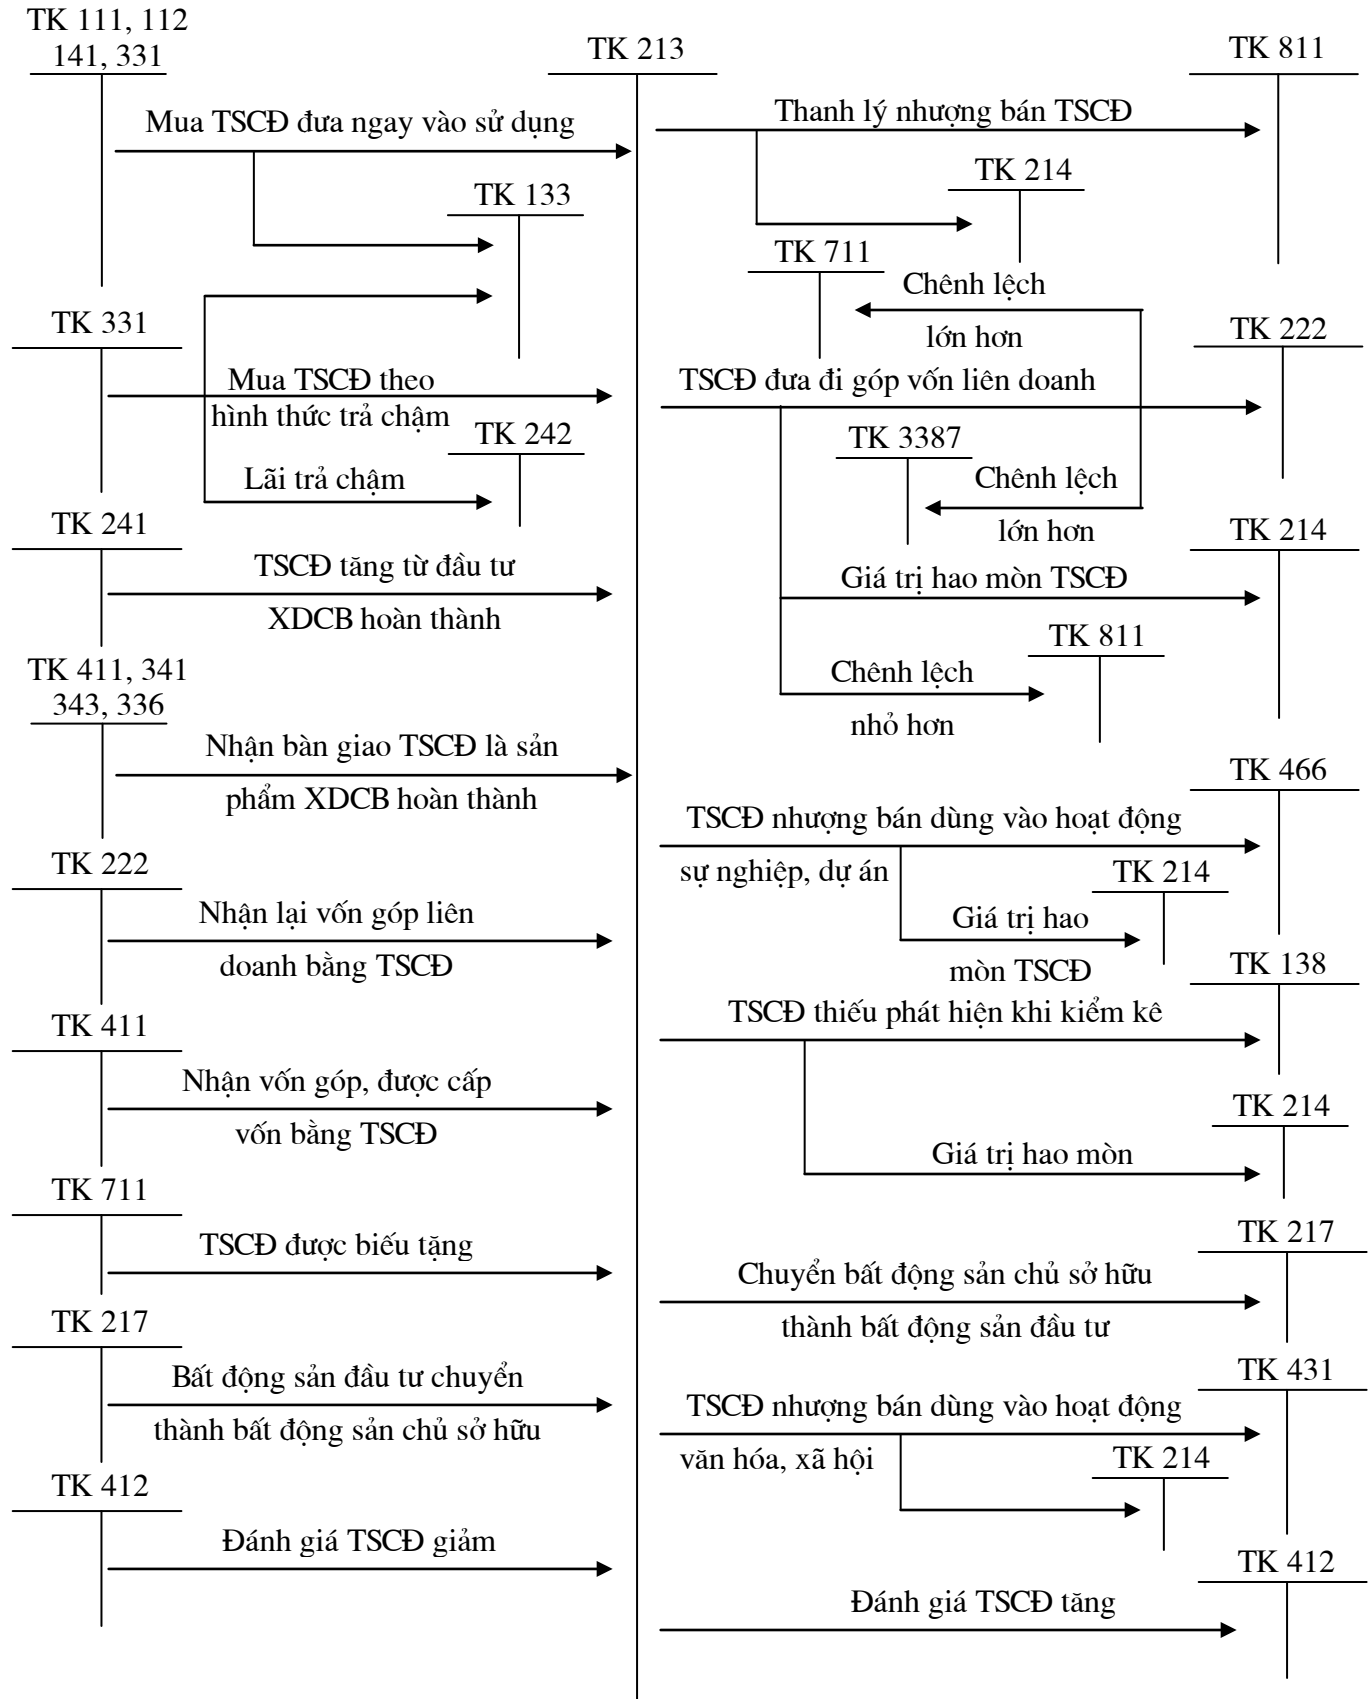 TK 111, 112
141, 331
TK 213
TK 811
Mua TSCĐ đưa ngay vào sử dụng
Thanh lý nhượng bán TSCĐ
TK 133
TK 214
TK 711
Chênh lệch
lớn hơn
TK 331
TK 222
Mua TSCĐ theo
hình thức trả chậm
TSCĐ đưa đi góp vốn liên doanh
TK 242
TK 3387
Lãi trả chậm
Chênh lệch
lớn hơn
TK 241
TK 214
TSCĐ tăng từ đầu tư
XDCB hoàn thành
Giá trị hao mòn TSCĐ
TK 811
TK 411, 341
343, 336
Chênh lệch
nhỏ hơn
Nhận bàn giao TSCĐ là sản
phẩm XDCB hoàn thành
TK 466
TSCĐ nhượng bán dùng vào hoạt động
sự nghiệp, dự án
TK 222
TK 214
Nhận lại vốn góp liên
doanh bằng TSCĐ
Giá trị hao
mòn TSCĐ
TK 138
TSCĐ thiếu phát hiện khi kiểm kê
TK 411
Nhận vốn góp, được cấp
vốn bằng TSCĐ
TK 214
Giá trị hao mòn
TK 711
TSCĐ được biếu tặng
TK 217
Chuyển bất động sản chủ sở hữu
thành bất động sản đầu tư
TK 217
Bất động sản đầu tư chuyển
thành bất động sản chủ sở hữu
TK 431
TSCĐ nhượng bán dùng vào hoạt động
văn hóa, xã hội
TK 214
TK 412
Đánh giá TSCĐ giảm
TK 412
Đánh giá TSCĐ tăng